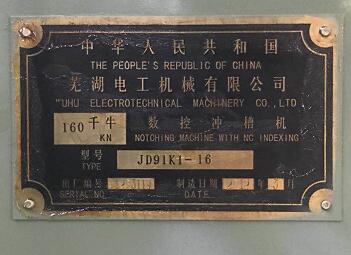 中华人民共和国
THE PEOPLE'S REPUBLIC OF CHINA
芜湖电工机械有限公司
WUHU ELECTROTECHNICAL MACHINERY CO.,LTD
160 千牛 数控冲槽机
KN NOTCHING MACHINE WITH NC INDEXING
型号 JD91K1-16
TYPE
出厂编号 制造日期 年 月
SERIAL NO DATE